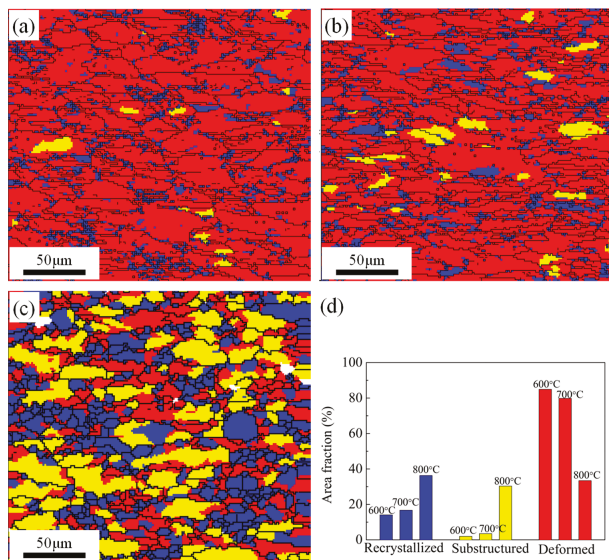 (a)
50μm
(b)
50μm
(c)
50μm
(d)
Area fraction (%)
100
80
60
40
20
0
600°C
700°C
800°C
600°C
700°C
800°C
600°C
700°C
800°C
Recrystallized
Substructured
Deformed